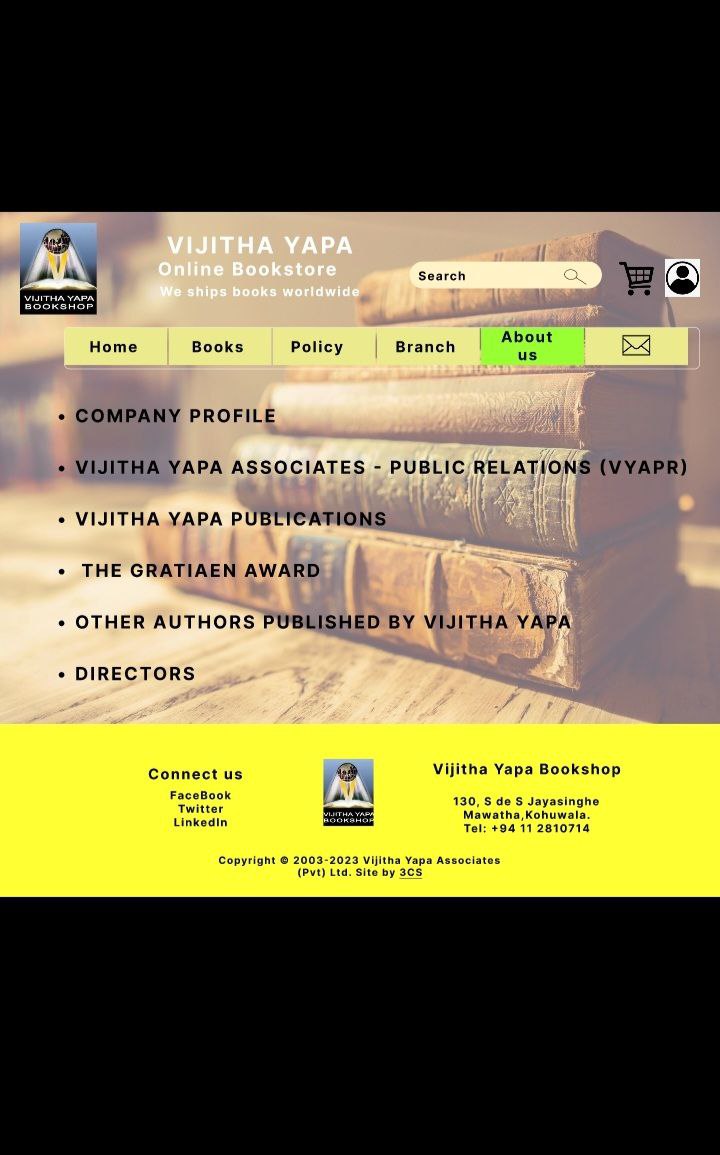 VIJITHA YAPA
Online Bookstore
We ships books worldwide
VIJITHA YAPA
BOOKSHOP
Search
Home
Books
Policy
Branch
About
us
• COMPANY PROFILE
• VIJITHA YAPA ASSOCIATES - PUBLIC RELATIONS (VYAPR)
• VIJITHA YAPA PUBLICATIONS
• THE GRATIAEN AWARD
• OTHER AUTHORS PUBLISHED BY VIJITHA YAPA
• DIRECTORS
Connect us
FaceBook
Twitter
LinkedIn
VIJITHA YAPA
BOOKSHOP
Vijitha Yapa Bookshop
130, S de S Jayasinghe
Mawatha,Kohuwala.
Tel: +94 11 2810714
Copyright © 2003-2023 Vijitha Yapa Associates
(Pvt) Ltd. Site by 3CS